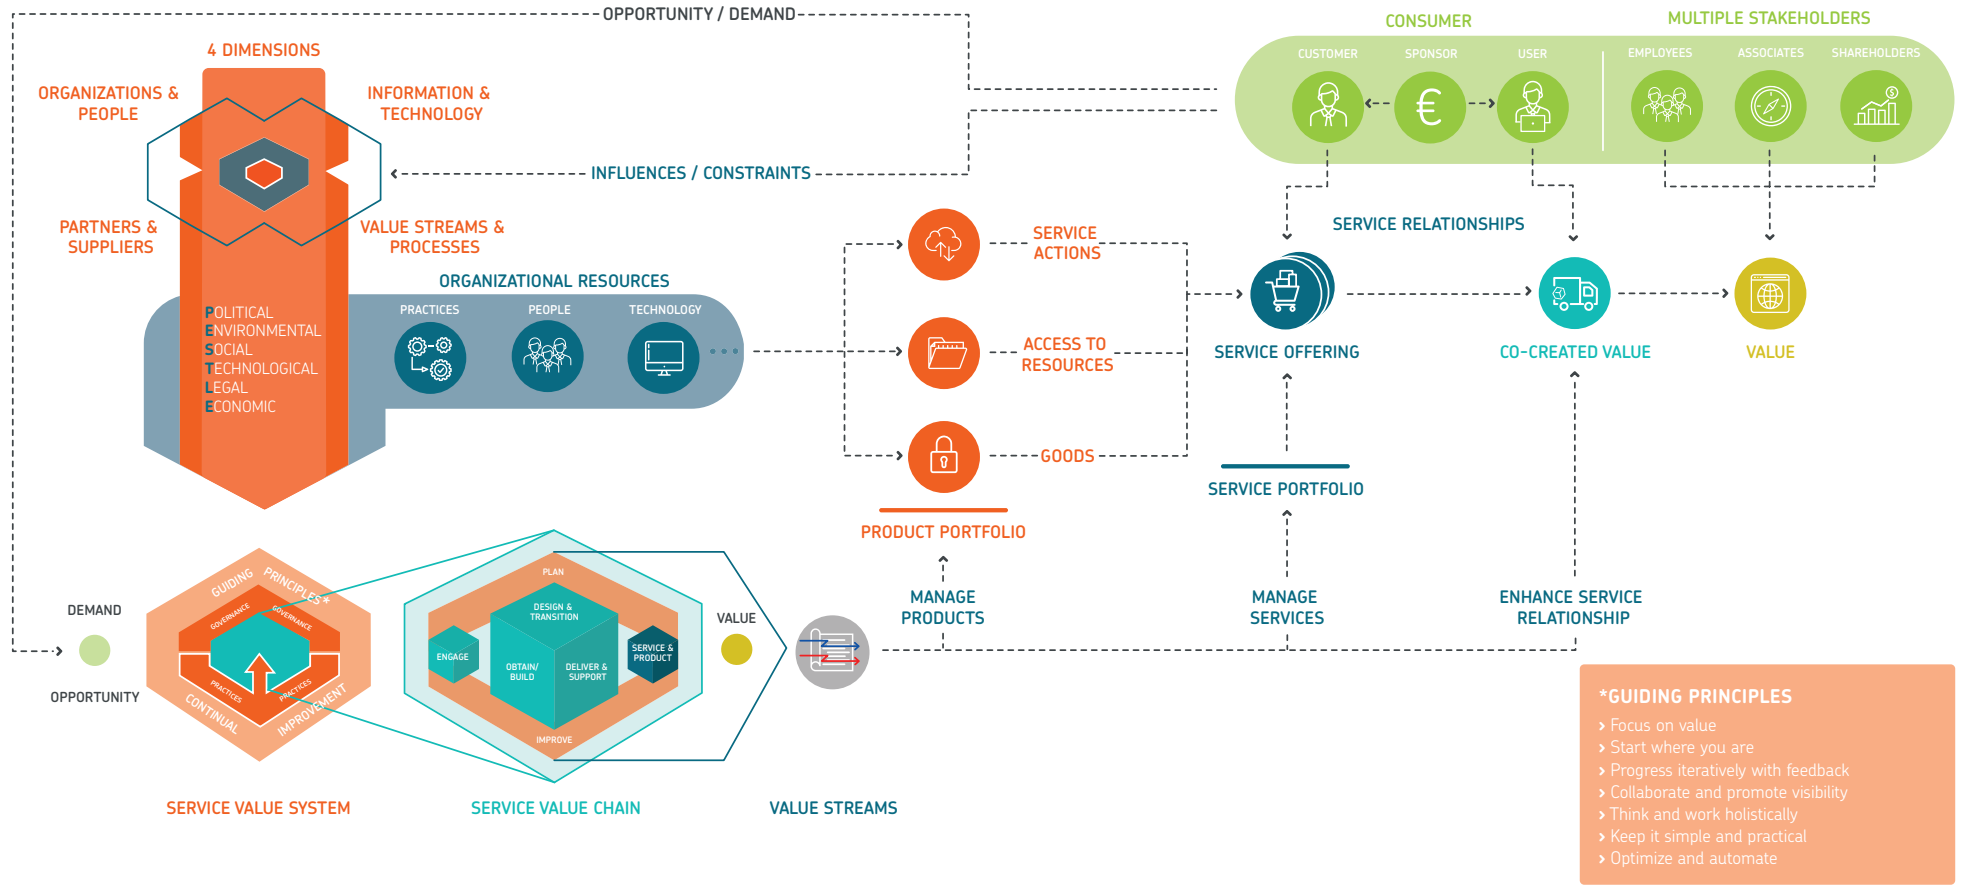 OPPORTUNITY / DEMAND
CONSUMER
MULTIPLE STAKEHOLDERS
CUSTOMER
SPONSOR
USER
EMPLOYEES
ASSOCIATES
SHAREHOLDERS
€
$
4 DIMENSIONS
ORGANIZATIONS &
PEOPLE
INFORMATION &
TECHNOLOGY
INFLUENCES / CONSTRAINTS
PARTNERS &
SUPPLIERS
VALUE STREAMS &
PROCESSES
POLITICAL
ENVIRONMENTAL
SOCIAL
TECHNOLOGICAL
LEGAL
ECONOMIC
ORGANIZATIONAL RESOURCES
PRACTICES
PEOPLE
TECHNOLOGY
SERVICE
ACTIONS
ACCESS TO
RESOURCES
GOODS
PRODUCT PORTFOLIO
SERVICE RELATIONSHIPS
SERVICE OFFERING
CO-CREATED VALUE
VALUE
SERVICE PORTFOLIO
MANAGE
PRODUCTS
MANAGE
SERVICES
ENHANCE SERVICE
RELATIONSHIP
DEMAND
OPPORTUNITY
GUIDING PRINCIPLES*
GOVERNANCE
GOVERNANCE
PRACTICES
PRACTICES
CONTINUAL IMPROVEMENT
SERVICE VALUE SYSTEM
PLAN
DESIGN &
TRANSITION
ENGAGE
OBTAIN/
BUILD
DELIVER &
SUPPORT
SERVICE &
PRODUCT
IMPROVE
SERVICE VALUE CHAIN
VALUE
VALUE STREAMS
*GUIDING PRINCIPLES
› Focus on value
› Start where you are
› Progress iteratively with feedback
› Collaborate and promote visibility
› Think and work holistically
› Keep it simple and practical
› Optimize and automate